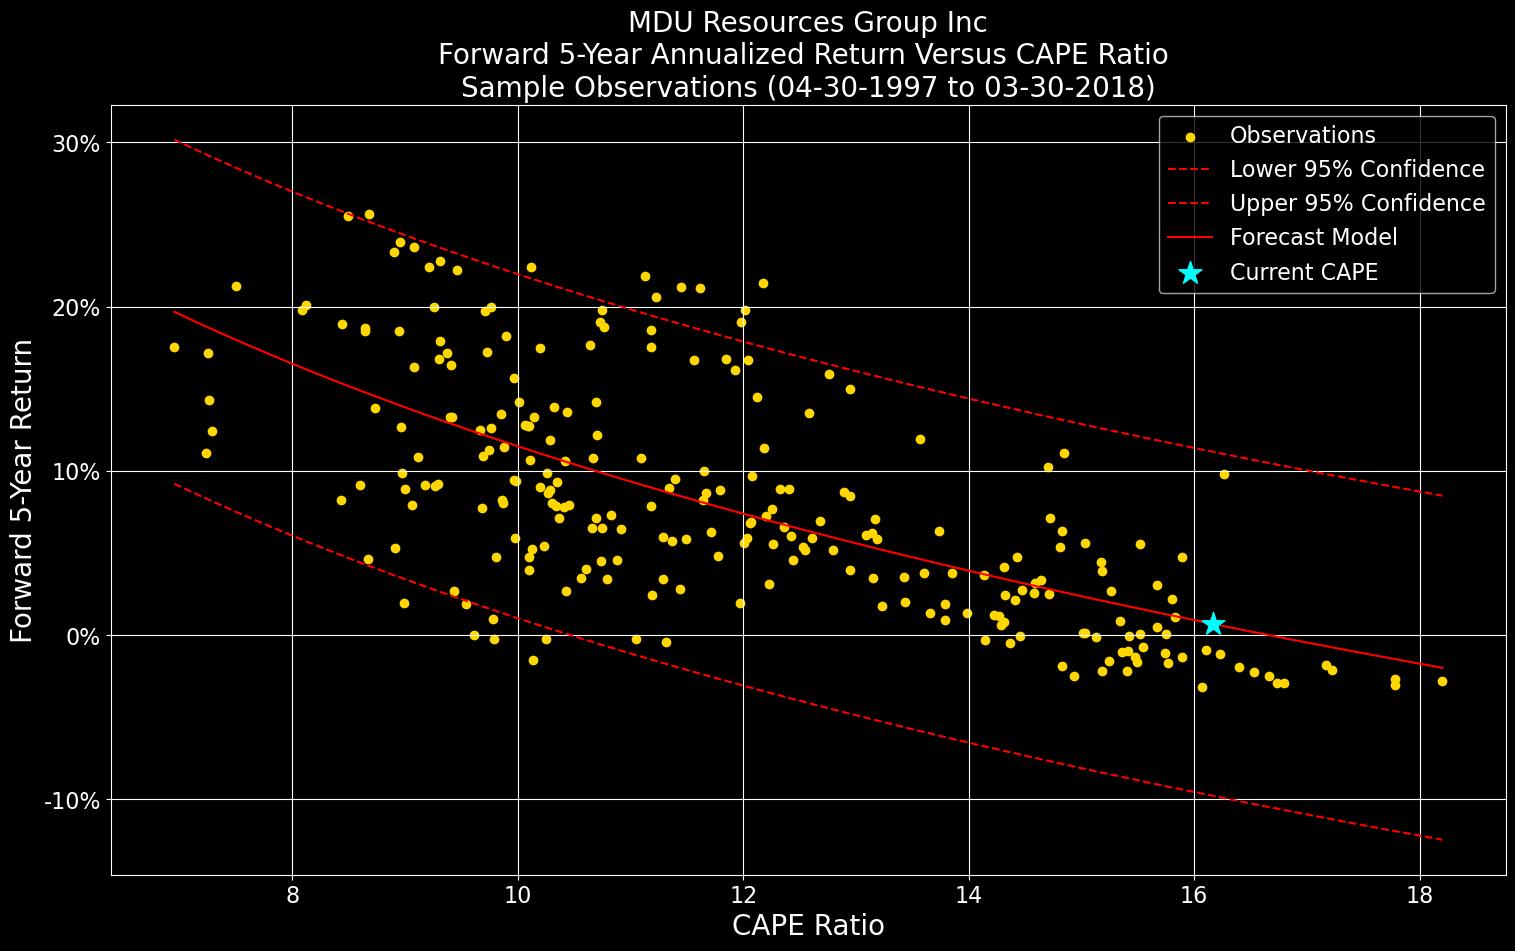 MDU Resources Group Inc
Forward 5-Year Annualized Return Versus CAPE Ratio
Sample Observations (04-30-1997 to 03-30-2018)
Observations
Lower 95% Confidence
Upper 95% Confidence
Forecast Model
Current CAPE
Forward 5-Year Return
30%
20%
10%
0%
-10%
8 10 12 14 16 18
CAPE Ratio